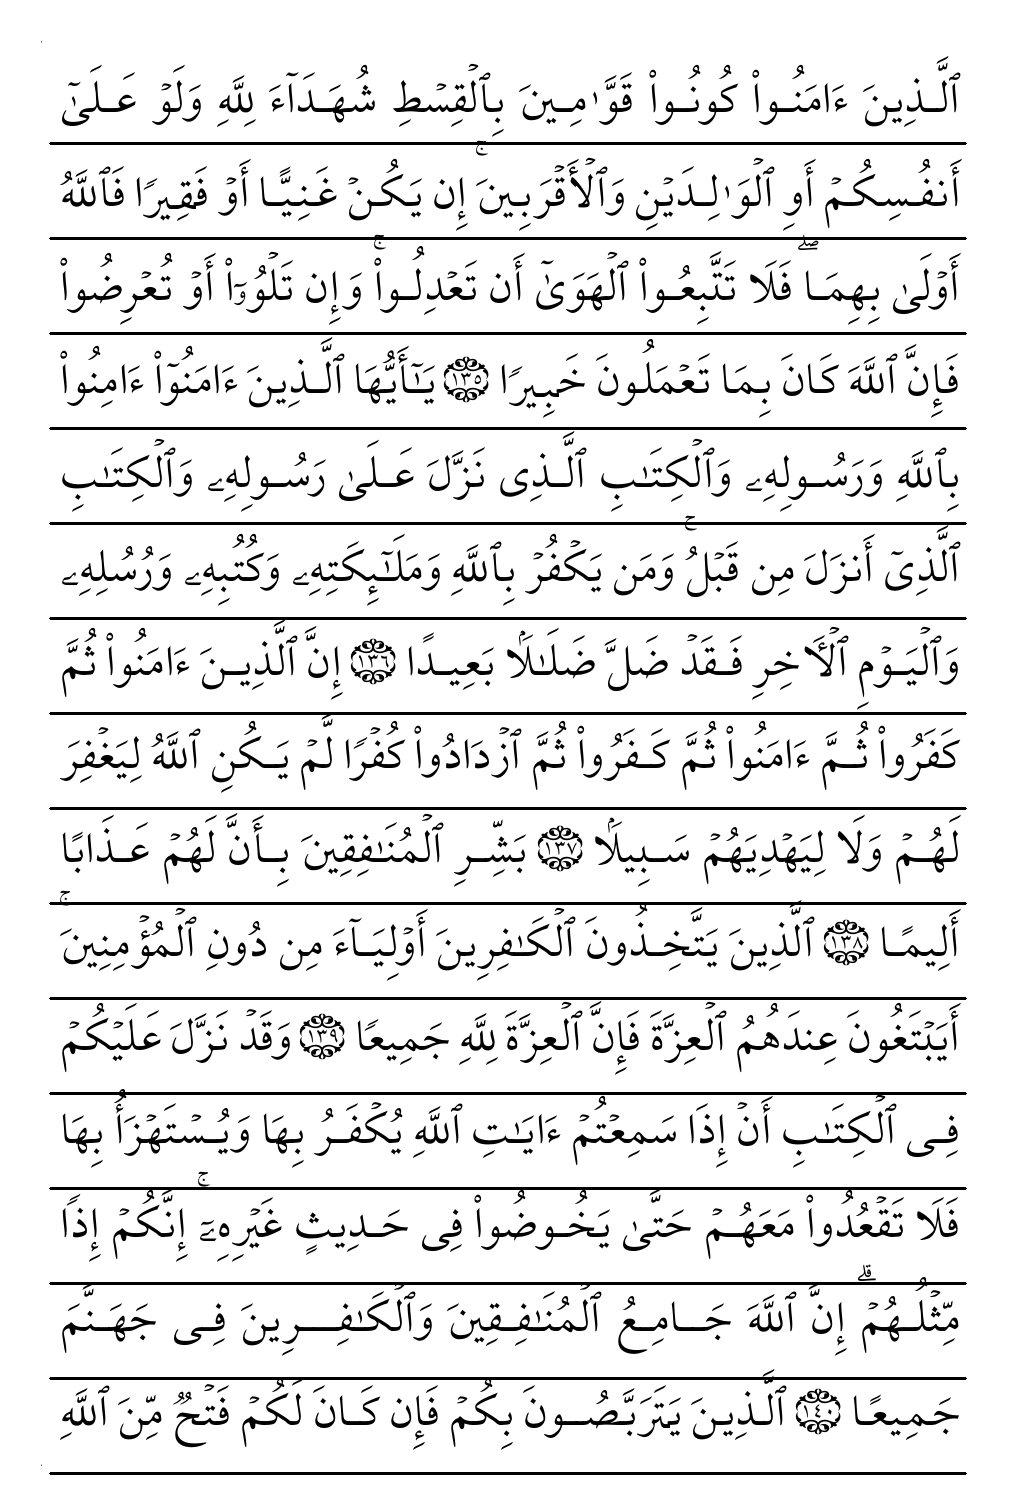 ٱلَّذِينَ ءَامَنُوا۟ كُونُوا۟ قَوَّٰمِينَ بِٱلْقِسْطِ شُهَدَآءَ لِلَّهِ وَلَوْ عَلَىٰٓ
أَنفُسِكُمْ أَوِ ٱلْوَٰلِدَيْنِ وَٱلْأَقْرَبِينَ ۚ إِن يَكُنْ غَنِيًّا أَوْ فَقِيرًا فَٱللَّهُ
أَوْلَىٰ بِهِمَا ۖ فَلَا تَتَّبِعُوا۟ ٱلْهَوَىٰٓ أَن تَعْدِلُوا۟ ۚ وَإِن تَلْوُۥٓا۟ أَوْ تُعْرِضُوا۟
فَإِنَّ ٱللَّهَ كَانَ بِمَا تَعْمَلُونَ خَبِيرًا ١٣٥ يَـٰٓأَيُّهَا ٱلَّذِينَ ءَامَنُوٓا۟ ءَامِنُوا۟
بِٱللَّهِ وَرَسُولِهِۦ وَٱلْكِتَـٰبِ ٱلَّذِى نَزَّلَ عَلَىٰ رَسُولِهِۦ وَٱلْكِتَـٰبِ
ٱلَّذِىٓ أَنزَلَ مِن قَبْلُ ۚ وَمَن يَكْفُرْ بِٱللَّهِ وَمَلَـٰٓئِكَتِهِۦ وَكُتُبِهِۦ وَرُسُلِهِۦ
وَٱلْيَوْمِ ٱلْـَٔاخِرِ فَقَدْ ضَلَّ ضَلَـٰلًۢا بَعِيدًا ١٣٦ إِنَّ ٱلَّذِينَ ءَامَنُوا۟ ثُمَّ
كَفَرُوا۟ ثُمَّ ءَامَنُوا۟ ثُمَّ كَفَرُوا۟ ثُمَّ ٱزْدَادُوا۟ كُفْرًا لَّمْ يَكُنِ ٱللَّهُ لِيَغْفِرَ
لَهُمْ وَلَا لِيَهْدِيَهُمْ سَبِيلًۢا ١٣٧ بَشِّرِ ٱلْمُنَـٰفِقِينَ بِأَنَّ لَهُمْ عَذَابًا
أَلِيمًا ١٣٨ ٱلَّذِينَ يَتَّخِذُونَ ٱلْكَـٰفِرِينَ أَوْلِيَآءَ مِن دُونِ ٱلْمُؤْمِنِينَ ۚ
أَيَبْتَغُونَ عِندَهُمُ ٱلْعِزَّةَ فَإِنَّ ٱلْعِزَّةَ لِلَّهِ جَمِيعًا ١٣٩ وَقَدْ نَزَّلَ عَلَيْكُمْ
فِى ٱلْكِتَـٰبِ أَنْ إِذَا سَمِعْتُمْ ءَايَـٰتِ ٱللَّهِ يُكْفَرُ بِهَا وَيُسْتَهْزَأُ بِهَا
فَلَا تَقْعُدُوا۟ مَعَهُمْ حَتَّىٰ يَخُوضُوا۟ فِى حَدِيثٍ غَيْرِهِۦٓ ۚ إِنَّكُمْ إِذًا
مِّثْلُهُمْ ۗ إِنَّ ٱللَّهَ جَامِعُ ٱلْمُنَـٰفِقِينَ وَٱلْكَـٰفِرِينَ فِى جَهَنَّمَ
جَمِيعًا ١٤٠ ٱلَّذِينَ يَتَرَبَّصُونَ بِكُمْ فَإِن كَانَ لَكُمْ فَتْحٌ مِّنَ ٱللَّهِ